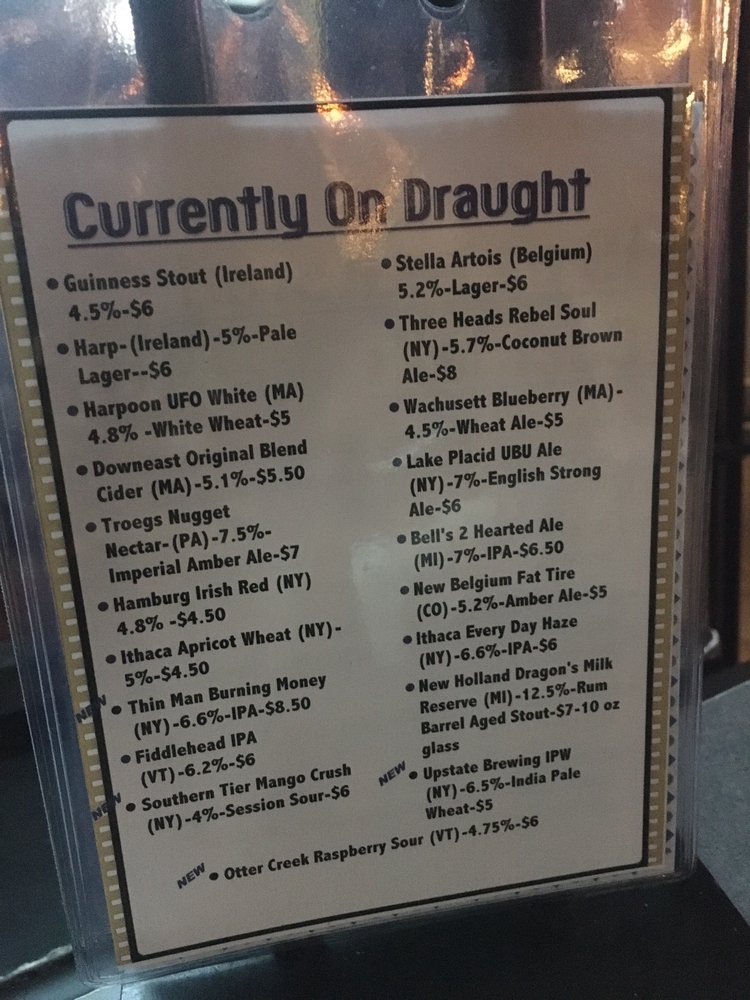 Currently On Draught
• Guinness Stout (Ireland)
4.5%-$6
• Harp-(Ireland)-5%-Pale
Lager--$6
• Harpoon UFO White (MA)
4.8% -White Wheat-$5
• Downeast Original Blend
Cider (MA)-5.1%-$5.50
• Troegs Nugget
Nectar-(PA)-7.5%-
Imperial Amber Ale-$7
• Hamburg Irish Red (NY)
4.8% -$4.50
• Ithaca Apricot Wheat (NY)-
5%-$4.50
NEW • Thin Man Burning Money
(NY)-6.6%-IPA-$8.50
• Fiddlehead IPA
(VT)-6.2%-$6
NEW • Southern Tier Mango Crush
(NY)-4%-Session Sour-$6
• Stella Artois (Belgium)
5.2%-Lager-$6
• Three Heads Rebel Soul
(NY)-5.7%-Coconut Brown
Ale-$8
• Wachusett Blueberry (MA)-
4.5%-Wheat Ale-$5
• Lake Placid UBU Ale
(NY)-7%-English Strong
Ale-$6
• Bell's 2 Hearted Ale
(MI)-7%-IPA-$6.50
• New Belgium Fat Tire
(CO)-5.2%-Amber Ale-$5
• Ithaca Every Day Haze
(NY)-6.6%-IPA-$6
• New Holland Dragon's Milk
Reserve (MI)-12.5%-Rum
Barrel Aged Stout-$7-10 oz
glass
NEW • Upstate Brewing IPW
(NY)-6.5%-India Pale
Wheat-$5
NEW • Otter Creek Raspberry Sour (VT)-4.75%-$6